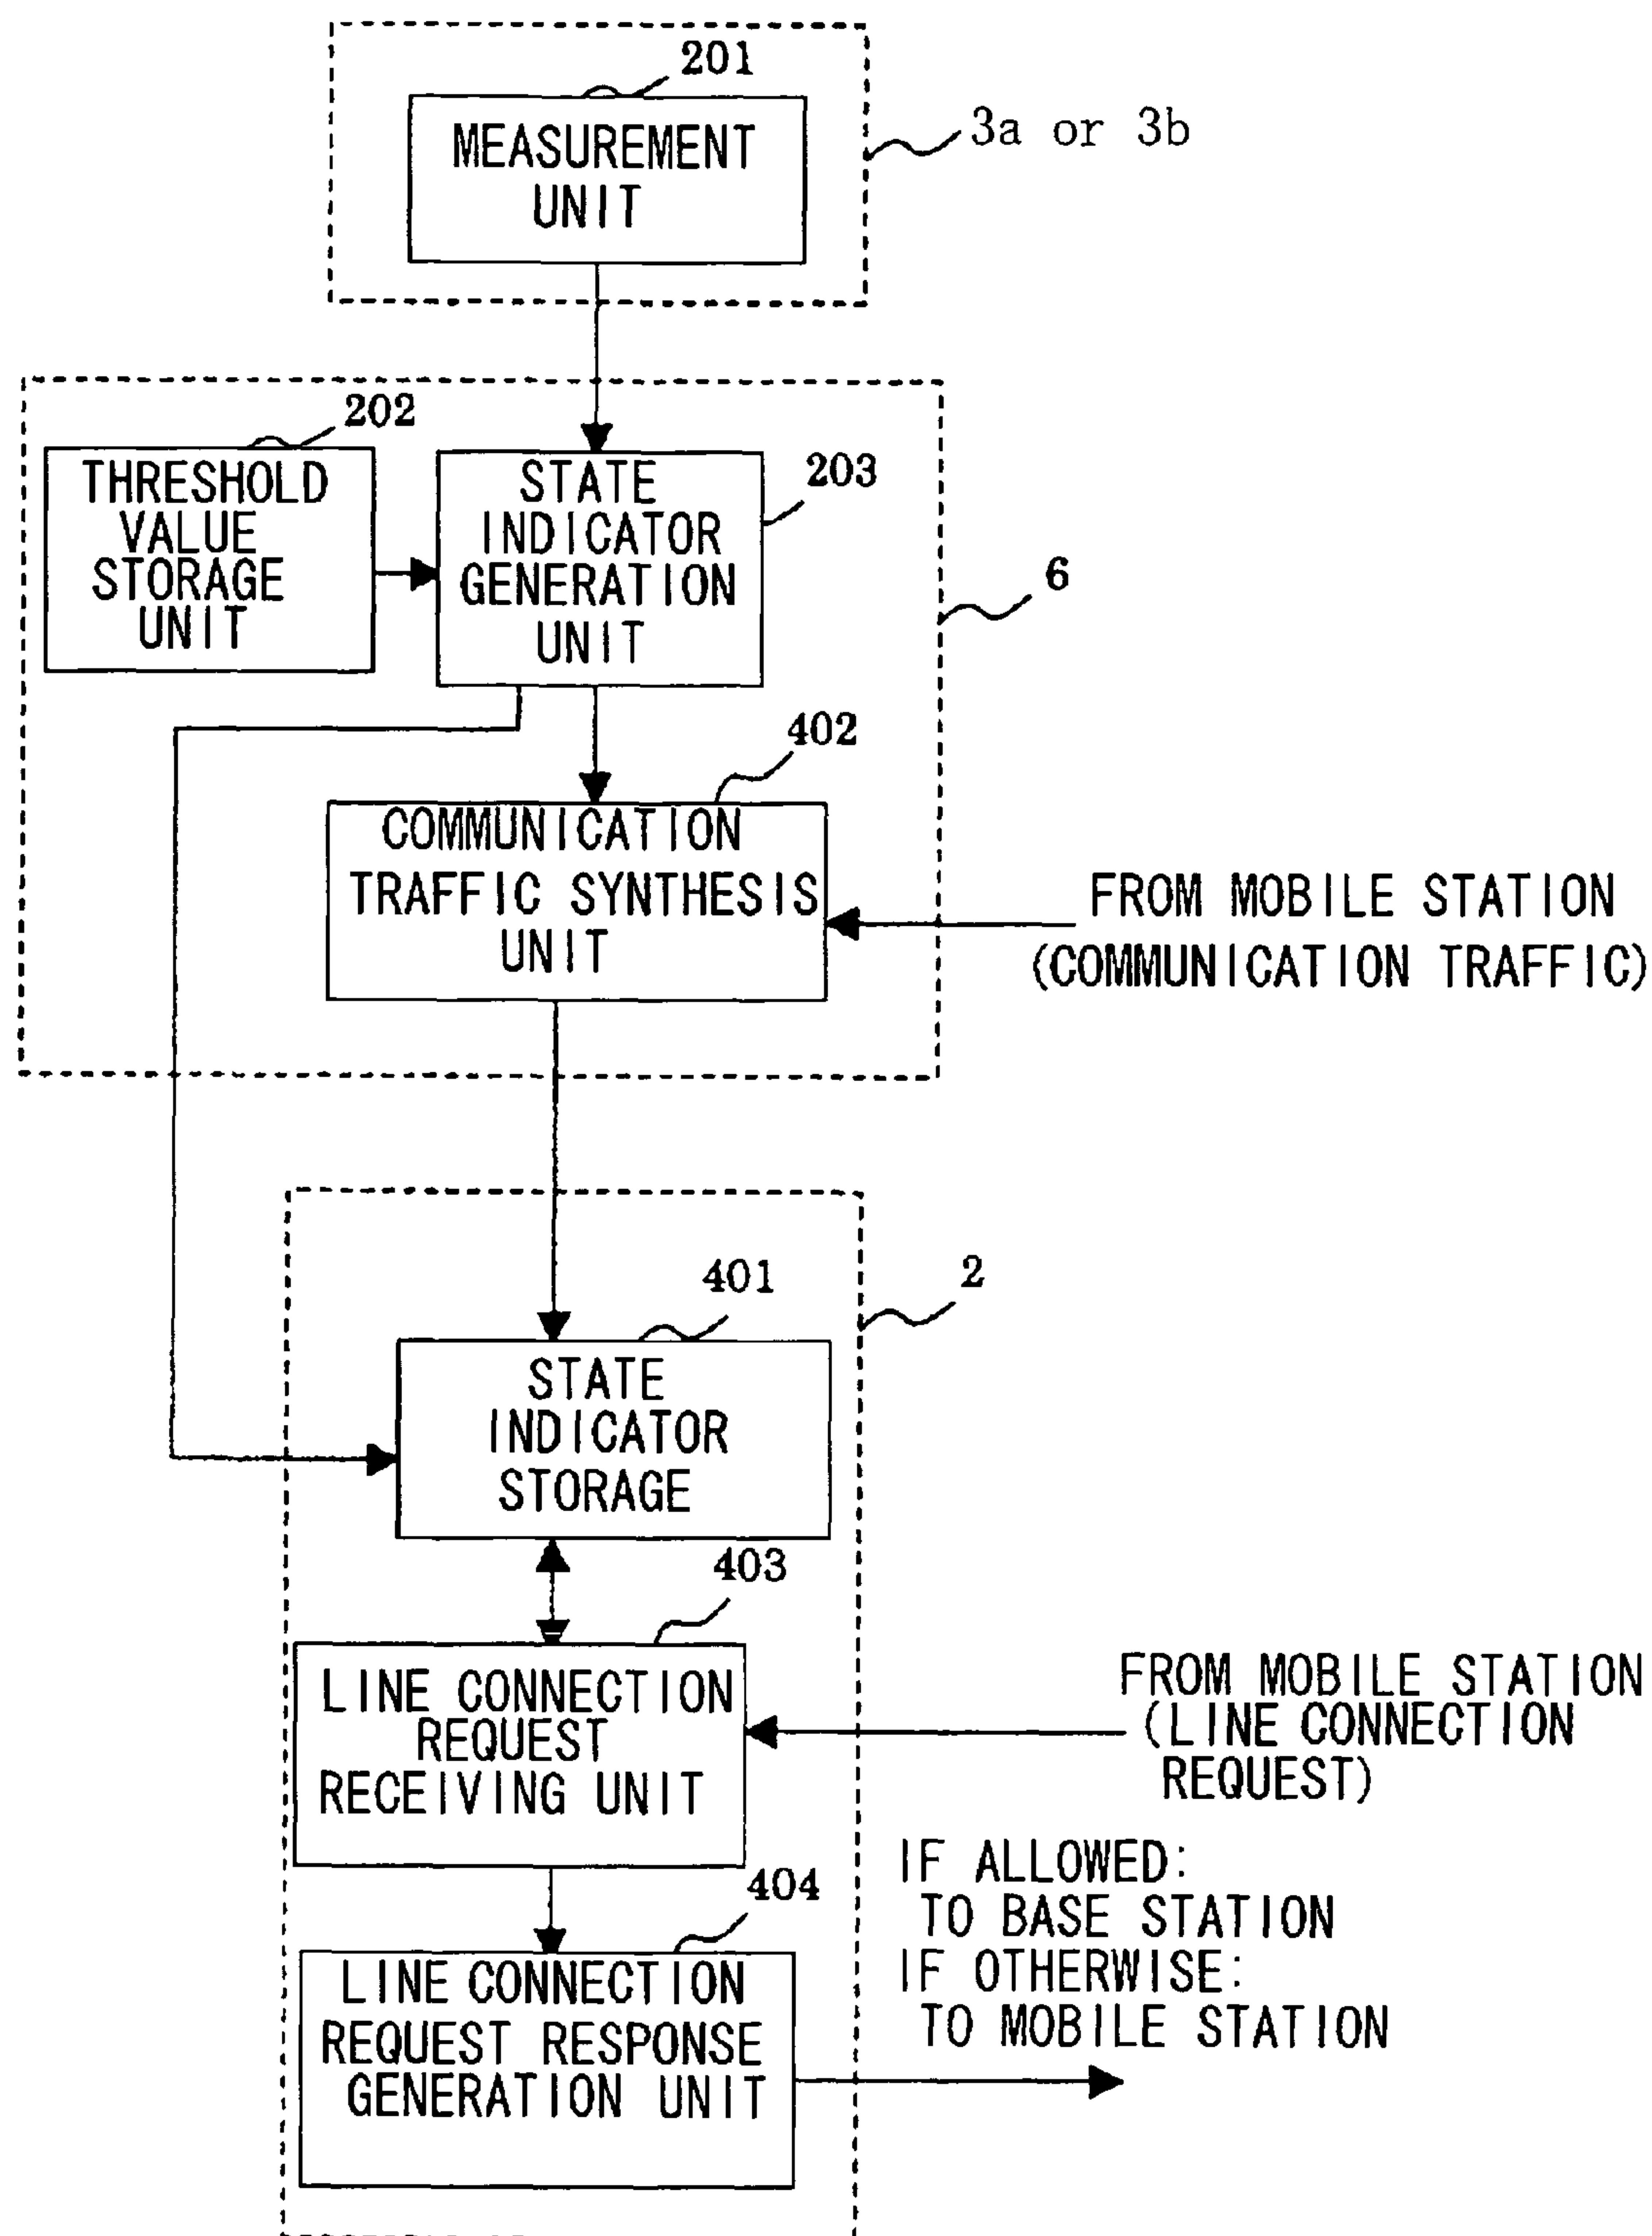 201
MEASUREMENT
UNIT
3a or 3b
202
THRESHOLD
VALUE
STORAGE
UNIT
203
STATE
INDICATOR
GENERATION
UNIT
6
402
COMMUNICATION
TRAFFIC SYNTHESIS
UNIT
FROM MOBILE STATION
(COMMUNICATION TRAFFIC)
2
401
STATE
INDICATOR
STORAGE
403
LINE CONNECTION
REQUEST
RECEIVING UNIT
FROM MOBILE STATION
(LINE CONNECTION
REQUEST)
404
LINE CONNECTION
REQUEST RESPONSE
GENERATION UNIT
IF ALLOWED:
TO BASE STATION
IF OTHERWISE:
TO MOBILE STATION